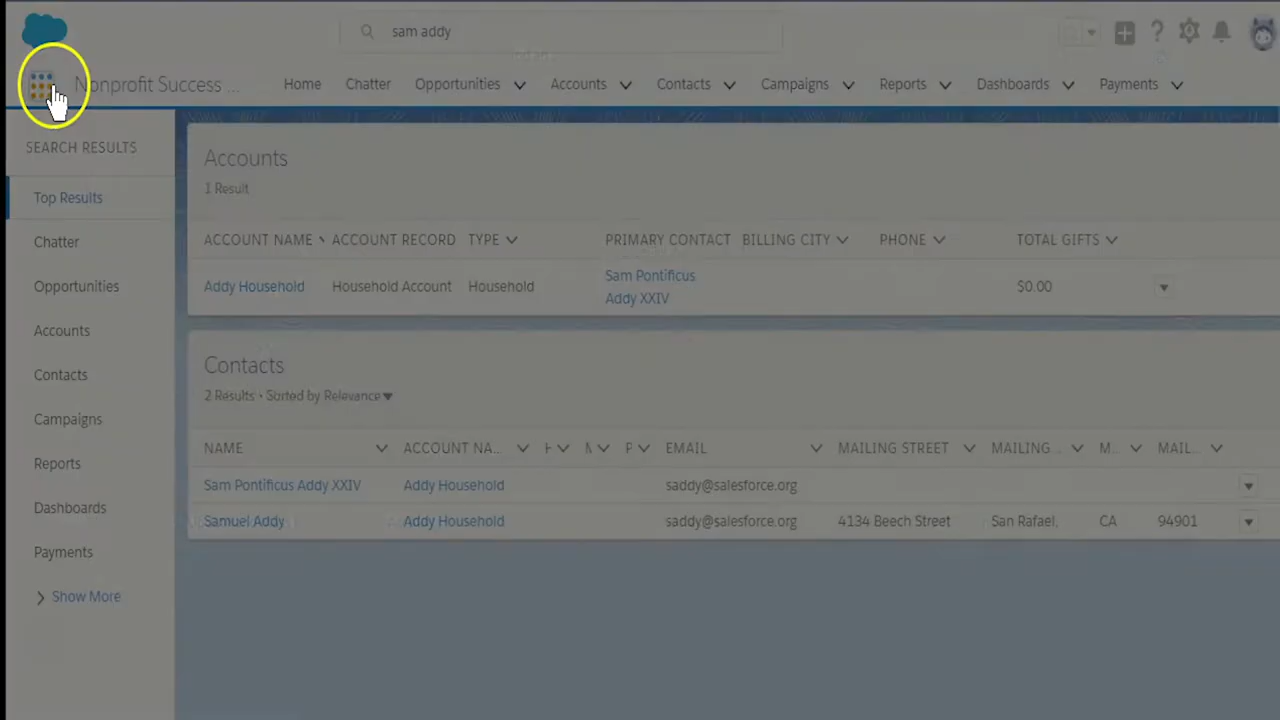 sam addy
Nonprofit Success ...
Home Chatter Opportunities Accounts Contacts Campaigns Reports Dashboards Payments
SEARCH RESULTS
Top Results
Chatter
Opportunities
Accounts
Contacts
Campaigns
Reports
Dashboards
Payments
Show More
Accounts
1 Result
ACCOUNT NAME ACCOUNT RECORD TYPE PRIMARY CONTACT BILLING CITY PHONE TOTAL GIFTS
Addy Household Household Account Household Sam Pontificus Addy XXIV $0.00
Contacts
2 Results • Sorted by Relevance
NAME ACCOUNT NA... EMAIL MAILING STREET MAILING ... M... MAIL...
Sam Pontificus Addy XXIV Addy Household saddy@salesforce.org
Samuel Addy Addy Household saddy@salesforce.org 4134 Beech Street San Rafael, CA 94901